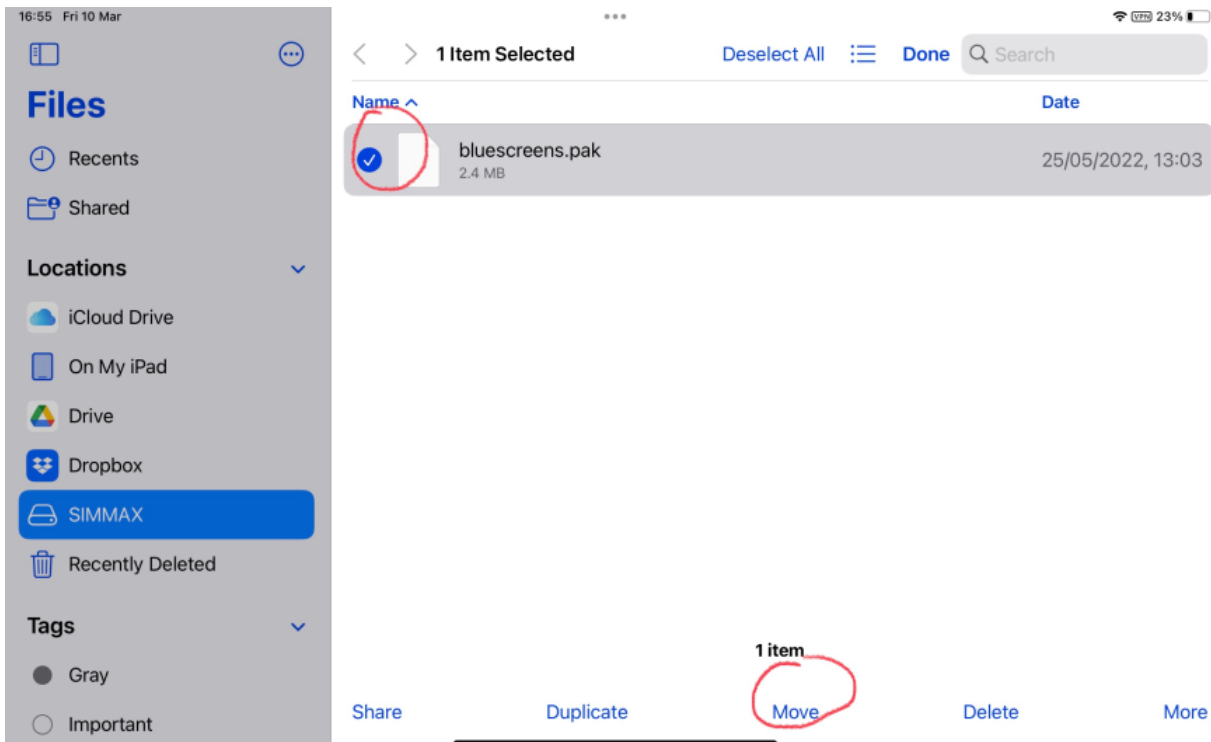 16:55 Fri 10 Mar
VPN 23%
Files
Recents
Shared
Locations
iCloud Drive
On My iPad
Drive
Dropbox
SIMMAX
Recently Deleted
Tags
Gray
Important
1 Item Selected
Deselect All
Done
Search
Name
Date
bluescreens.pak
25/05/2022, 13:03
2.4 MB
1 item
Share
Duplicate
Move
Delete
More